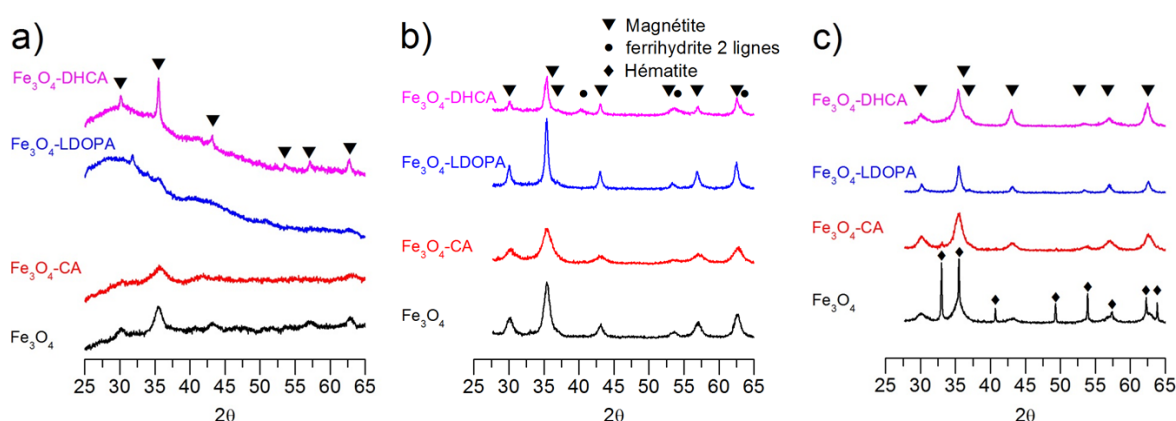 a)
Fe₃O₄-DHCA
Fe₃O₄-LDOPA
Fe₃O₄-CA
Fe₃O₄
25 30 35 40 45 50 55 60 65
2θ
b)
▼ Magnétite
● ferrihydrite 2 lignes
◆ Hématite
Fe₃O₄-DHCA
Fe₃O₄-LDOPA
Fe₃O₄-CA
Fe₃O₄
25 30 35 40 45 50 55 60 65
2θ
c)
Fe₃O₄-DHCA
Fe₃O₄-LDOPA
Fe₃O₄-CA
Fe₃O₄
25 30 35 40 45 50 55 60 65
2θ